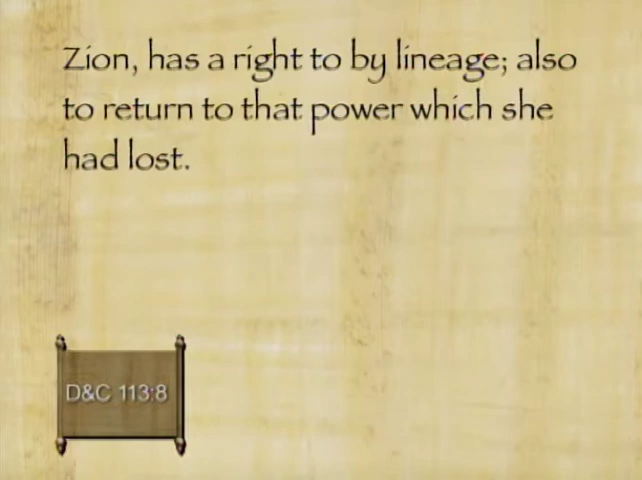 Zion, has a right to by lineage; also
to return to that power which she
had lost.
D&C 113:8